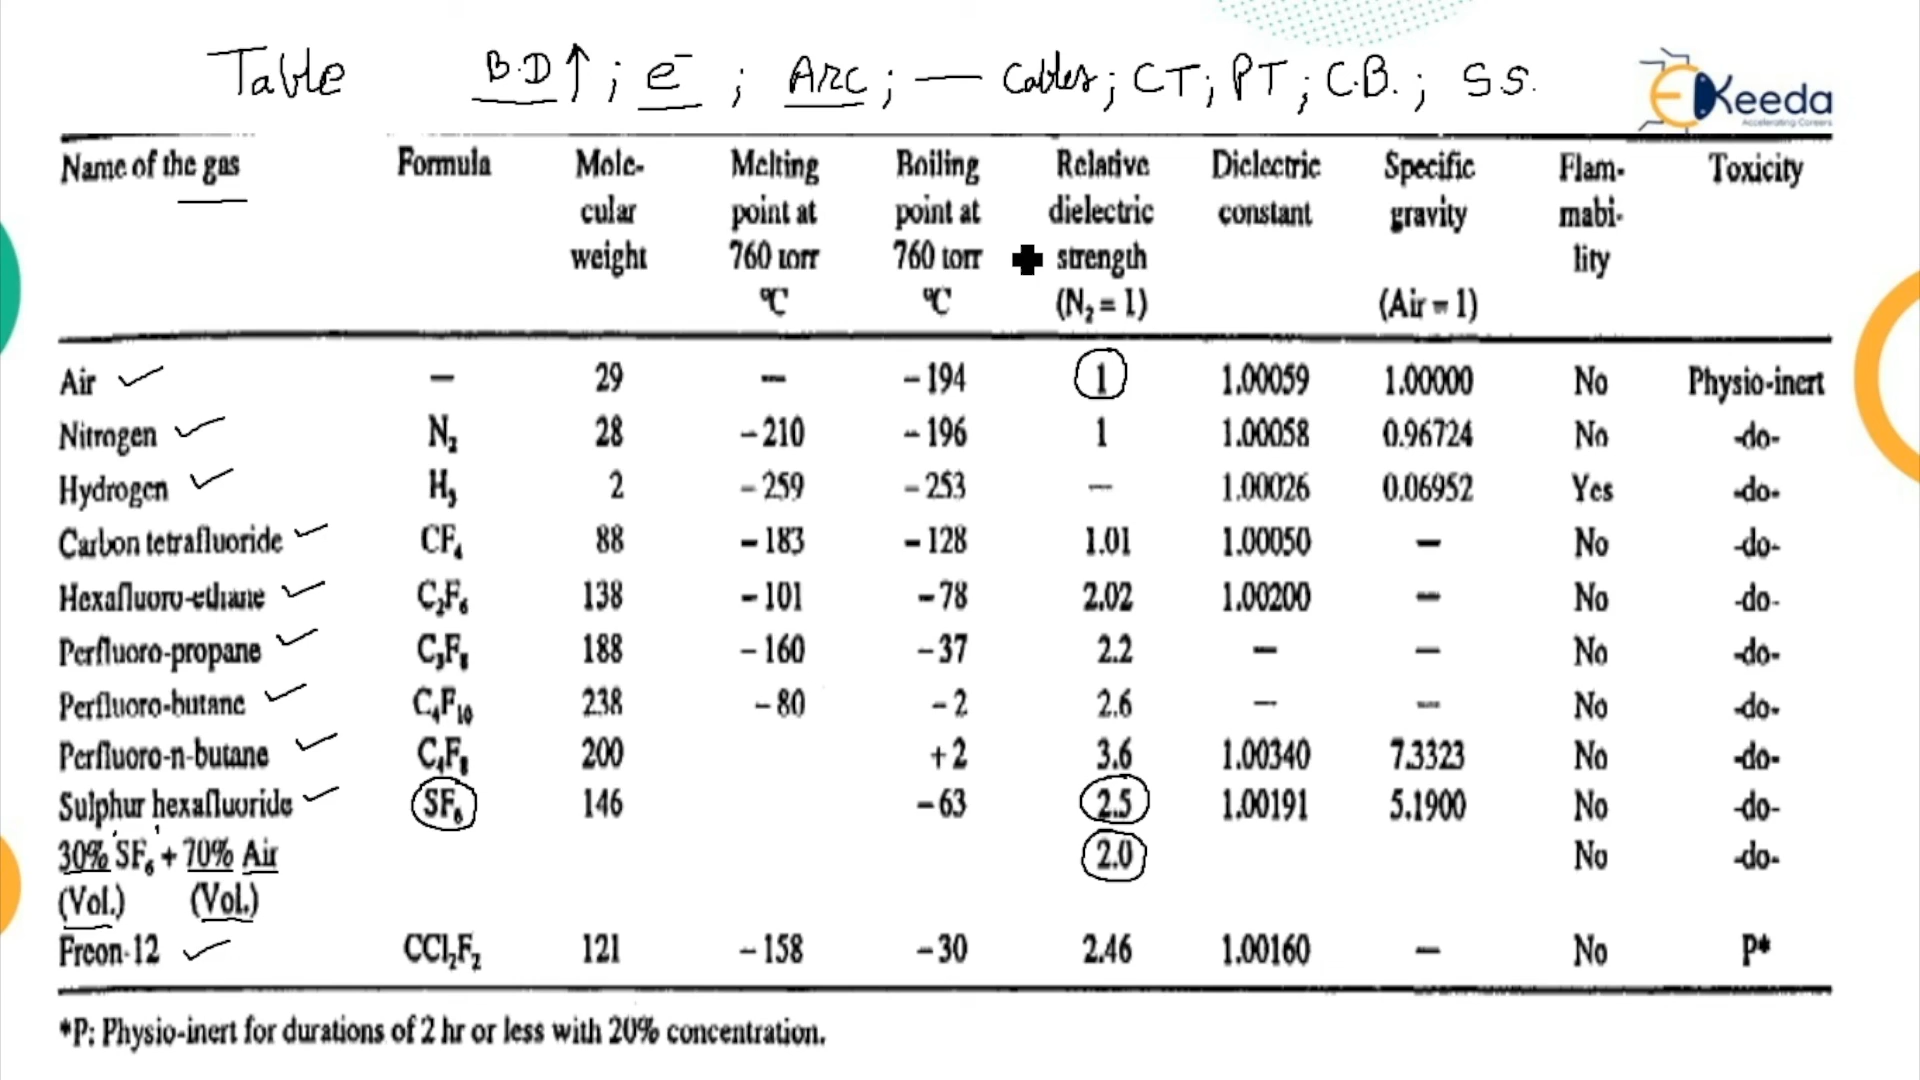 Table B.D↑ ; e⁻ ; ARC ; — Cables ; CT ; PT ; C.B. ; S.S.
EKeeda
Accelerating Careers
Name of the gas Formula Mole- Melting Boiling Relative Dielectric Specific Flam- Toxicity
cular point at point at dielectric constant gravity mabi-
weight 760 torr 760 torr strength lity
°C °C (N₂ = 1) (Air = 1)
Air — 29 — – 194 1 1.00059 1.00000 No Physio-inert
Nitrogen N₂ 28 – 210 – 196 1 1.00058 0.96724 No -do-
Hydrogen H₂ 2 – 259 – 253 — 1.00026 0.06952 Yes -do-
Carbon tetrafluoride CF₄ 88 – 183 – 128 1.01 1.00050 — No -do-
Hexafluoro-ethane C₂F₆ 138 – 101 – 78 2.02 1.00200 — No -do-
Perfluoro-propane C₃F₈ 188 – 160 – 37 2.2 — — No -do-
Perfluoro-butane C₄F₁₀ 238 – 80 – 2 2.6 — — No -do-
Perfluoro-n-butane C₄F₈ 200 + 2 3.6 1.00340 7.3323 No -do-
Sulphur hexafluoride SF₆ 146 – 63 2.5 1.00191 5.1900 No -do-
30% SF₆ + 70% Air 2.0 No -do-
(Vol.) (Vol.)
Freon-12 CCl₂F₂ 121 – 158 – 30 2.46 1.00160 — No P*
*P: Physio-inert for durations of 2 hr or less with 20% concentration.